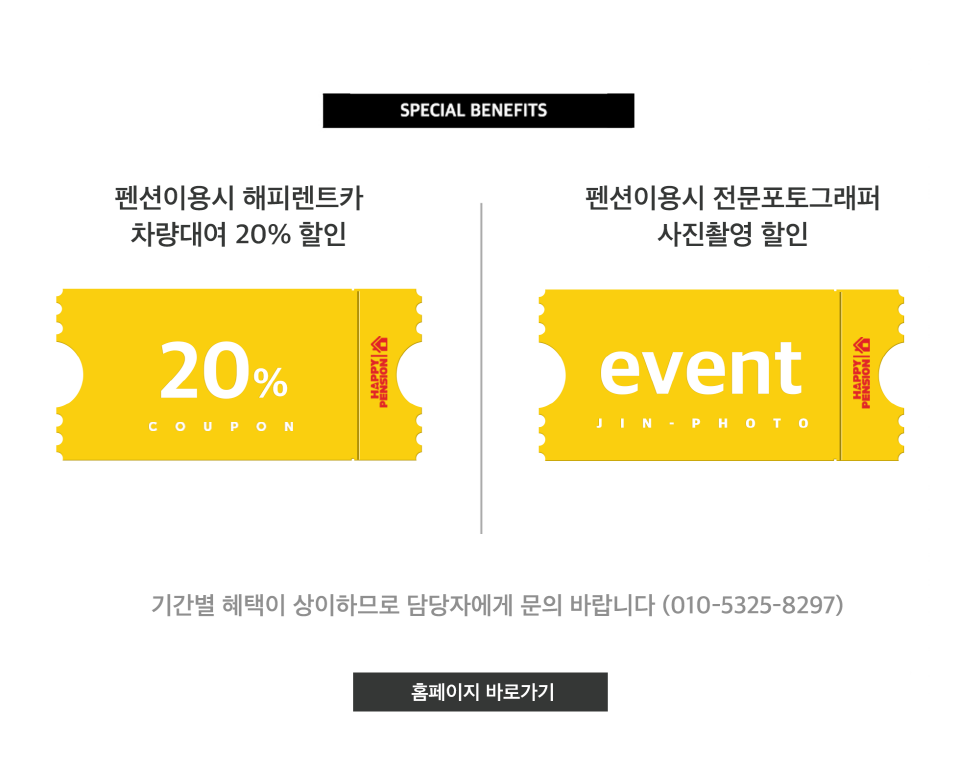 SPECIAL BENEFITS
펜션이용시 해피렌트카
차량대여 20% 할인
20%
COUPON
HAPPY
PENSION
펜션이용시 전문포토그래퍼
사진촬영 할인
event
JIN-PHOTO
HAPPY
PENSION
기간별 혜택이 상이하므로 담당자에게 문의 바랍니다 (010-5325-8297)
홈페이지 바로가기